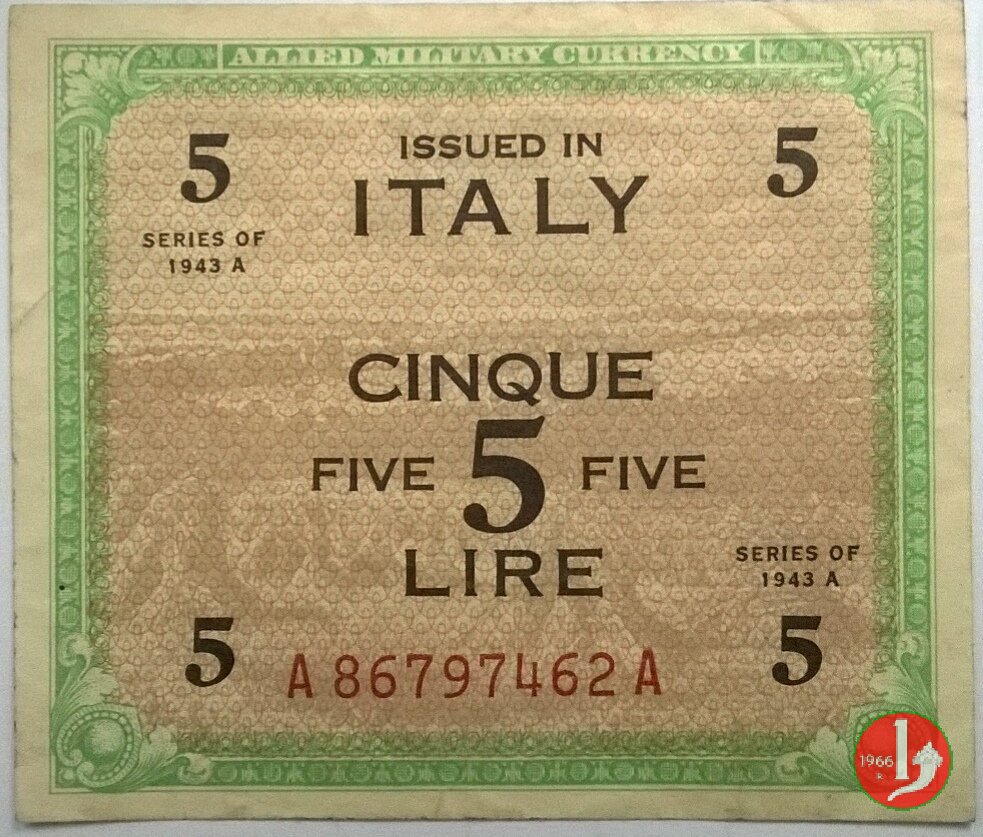 ALLIED MILITARY CURRENCY
5 ISSUED IN 5
ITALY
SERIES OF
1943 A
CINQUE
FIVE 5 FIVE
LIRE
SERIES OF
1943 A
5 A 86797462 A 5
1966
R